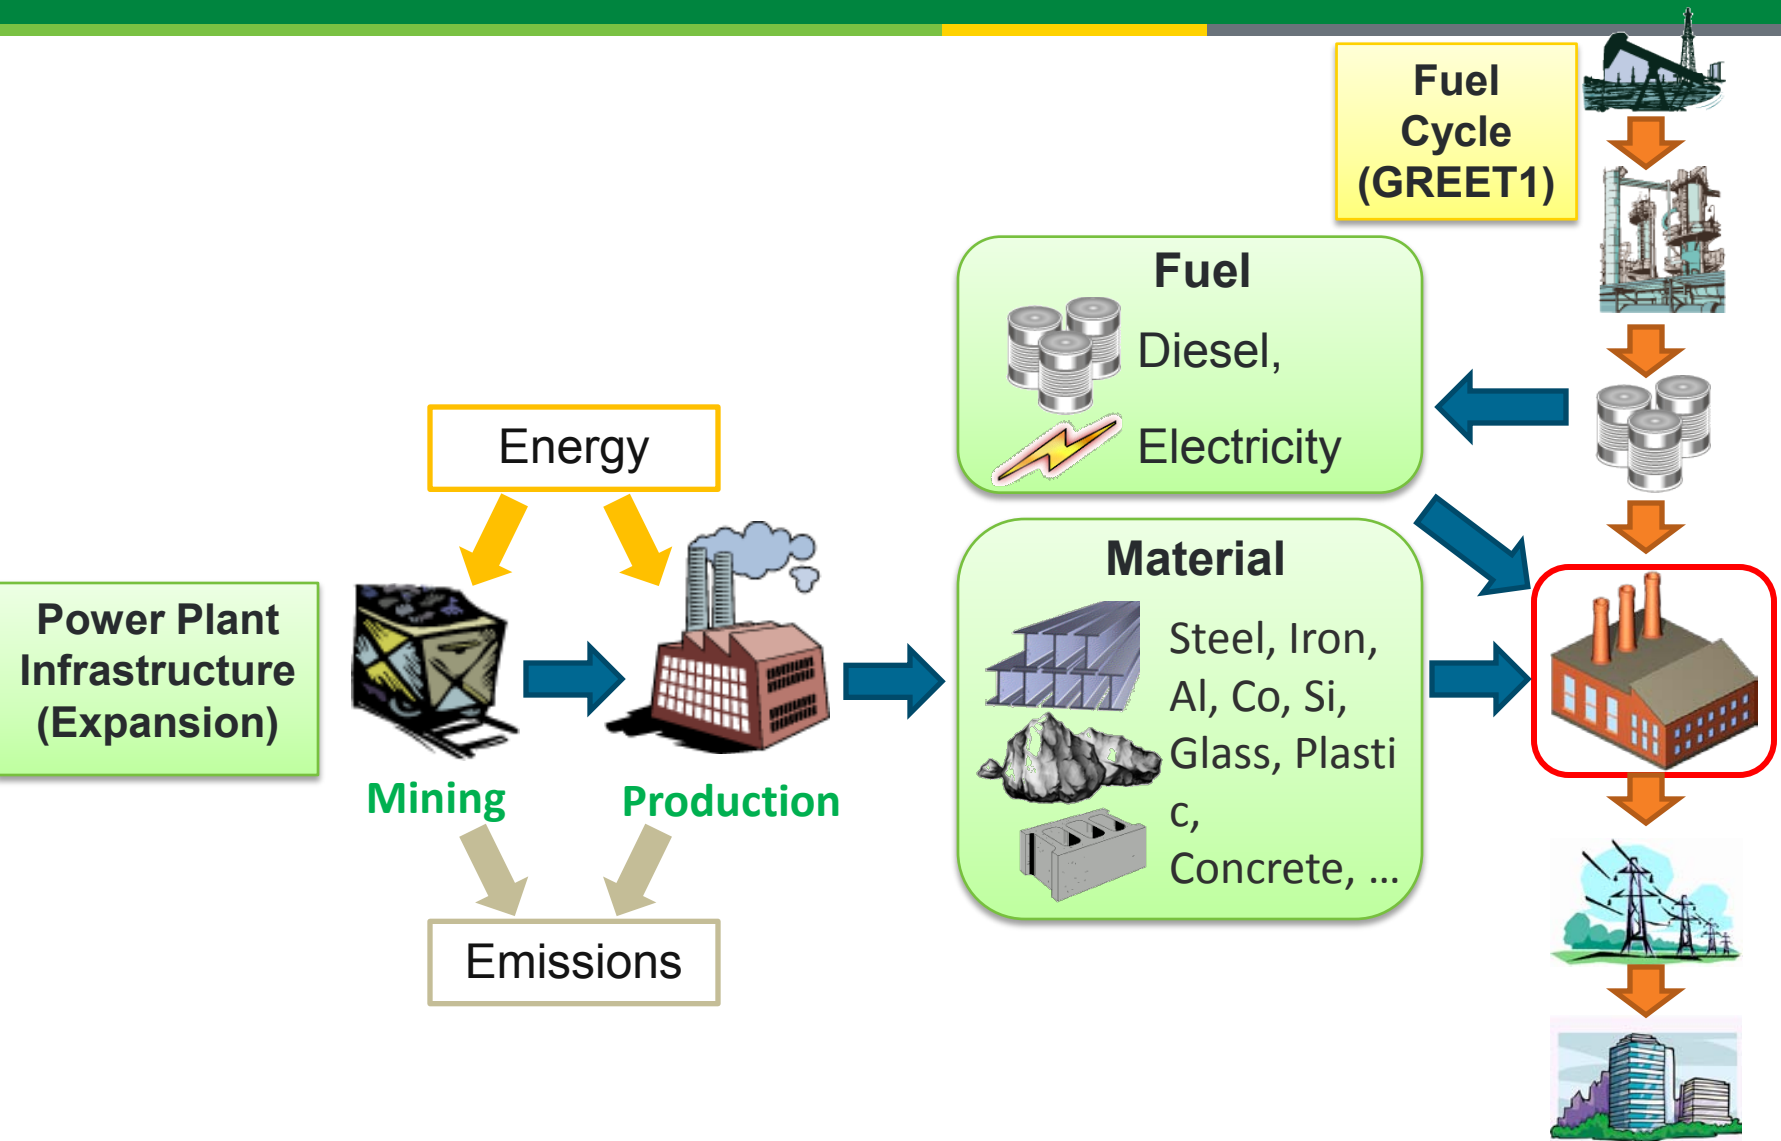 Fuel
Cycle
(GREET1)
Fuel
Diesel,
Electricity
Energy
Power Plant
Infrastructure
(Expansion)
Mining
Production
Emissions
Material
Steel, Iron,
Al, Co, Si,
Glass, Plasti
c,
Concrete, ...